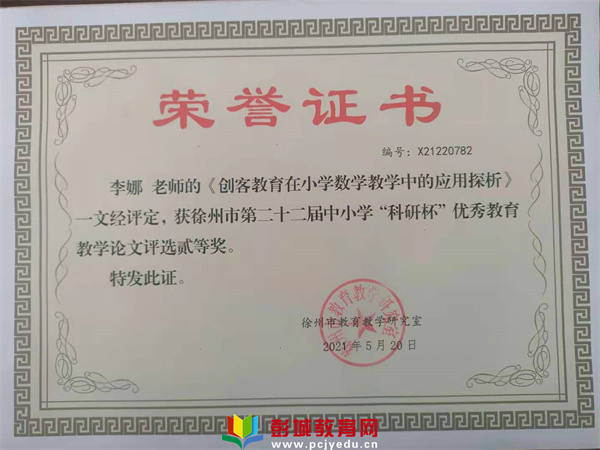 荣誉证书
编号：X21220782
李娜 老师的《创客教育在小学数学教学中的应用探析》
一文经评定，获徐州市第二十二届中小学“科研杯”优秀教育
教学论文评选贰等奖。
特发此证。
徐州市教育教学研究室
2021年5月20日
彭城教育网
www.pcjyedu.cn